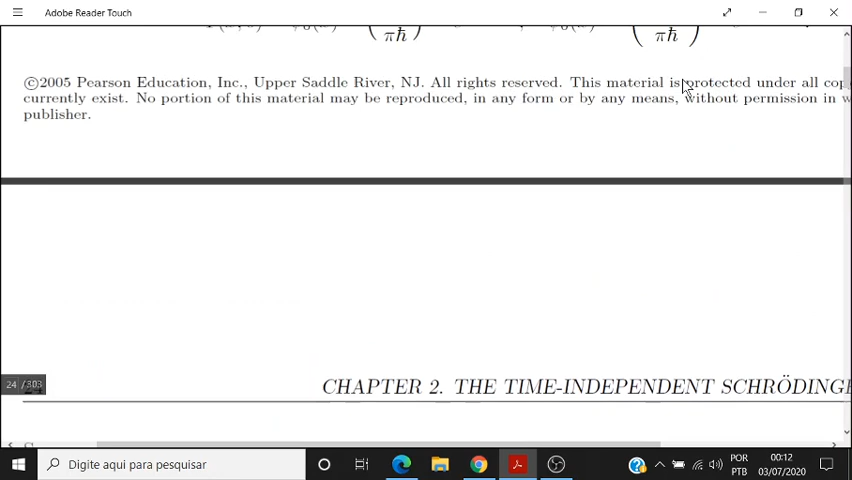 Adobe Reader Touch
πħ πħ
©2005 Pearson Education, Inc., Upper Saddle River, NJ. All rights reserved. This material is protected under all
currently exist. No portion of this material may be reproduced, in any form or by any means, without permission in
publisher.
24 / 303
CHAPTER 2. THE TIME-INDEPENDENT
Digite aqui para pesquisar
POR
PTB
00:12
03/07/2020